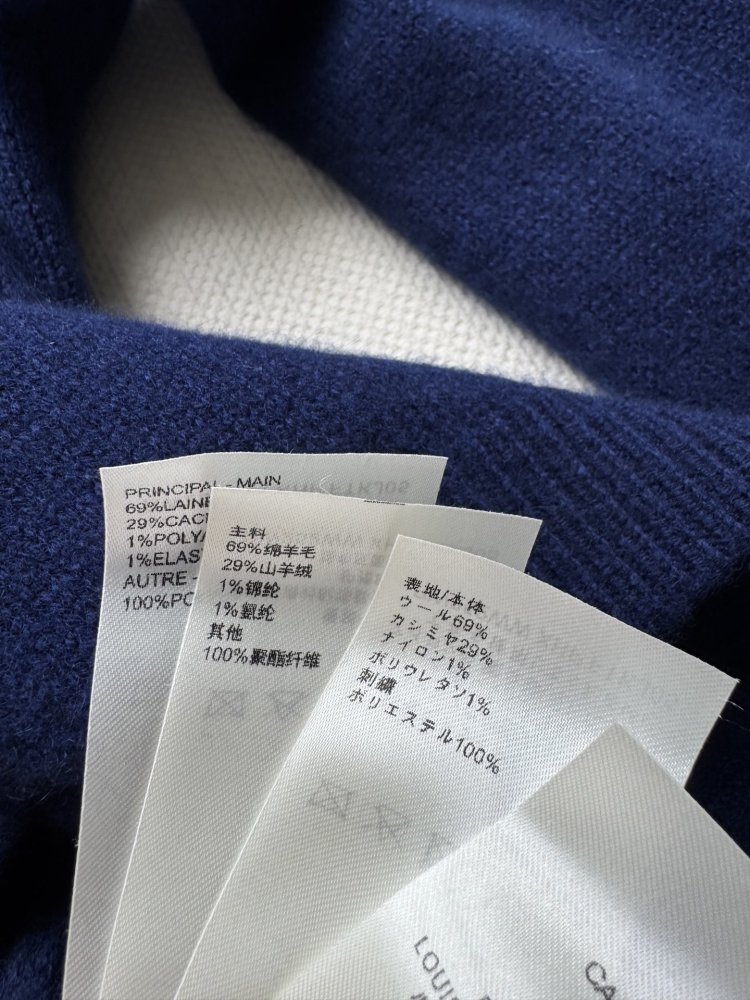 PRINCIPAL - MAIN
69%LAINE
29%CAC
1%POLYA
1%ELAS
AUTRE -
100%PO
主料
69%绵羊毛
29%山羊绒
1%锦纶
1%氨纶
其他
100%聚酯纤维
表地/本体
ウール69%
カシミヤ29%
ナイロン1%
ポリウレタン1%
刺繍
ポリエステル100%
LOUI
CA